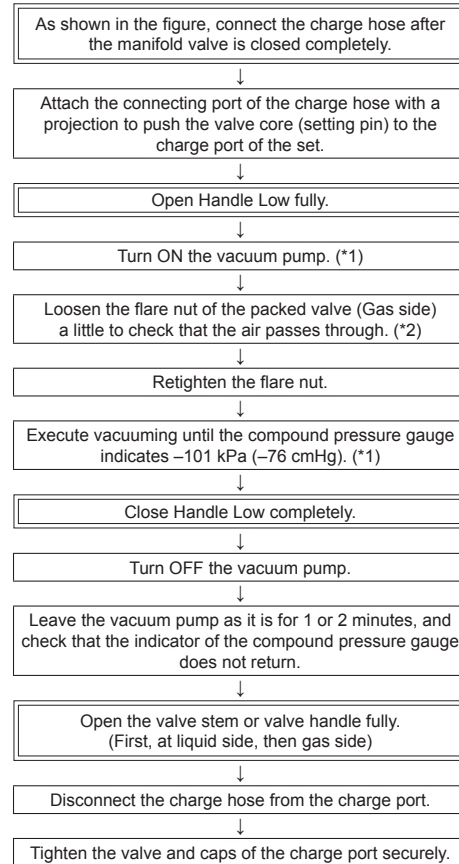 As shown in the figure, connect the charge hose after
the manifold valve is closed completely.
↓
Attach the connecting port of the charge hose with a
projection to push the valve core (setting pin) to the
charge port of the set.
↓
Open Handle Low fully.
↓
Turn ON the vacuum pump. (*1)
↓
Loosen the flare nut of the packed valve (Gas side)
a little to check that the air passes through. (*2)
↓
Retighten the flare nut.
↓
Execute vacuuming until the compound pressure gauge
indicates –101 kPa (–76 cmHg). (*1)
↓
Close Handle Low completely.
↓
Turn OFF the vacuum pump.
↓
Leave the vacuum pump as it is for 1 or 2 minutes, and
check that the indicator of the compound pressure gauge
does not return.
↓
Open the valve stem or valve handle fully.
(First, at liquid side, then gas side)
↓
Disconnect the charge hose from the charge port.
↓
Tighten the valve and caps of the charge port securely.